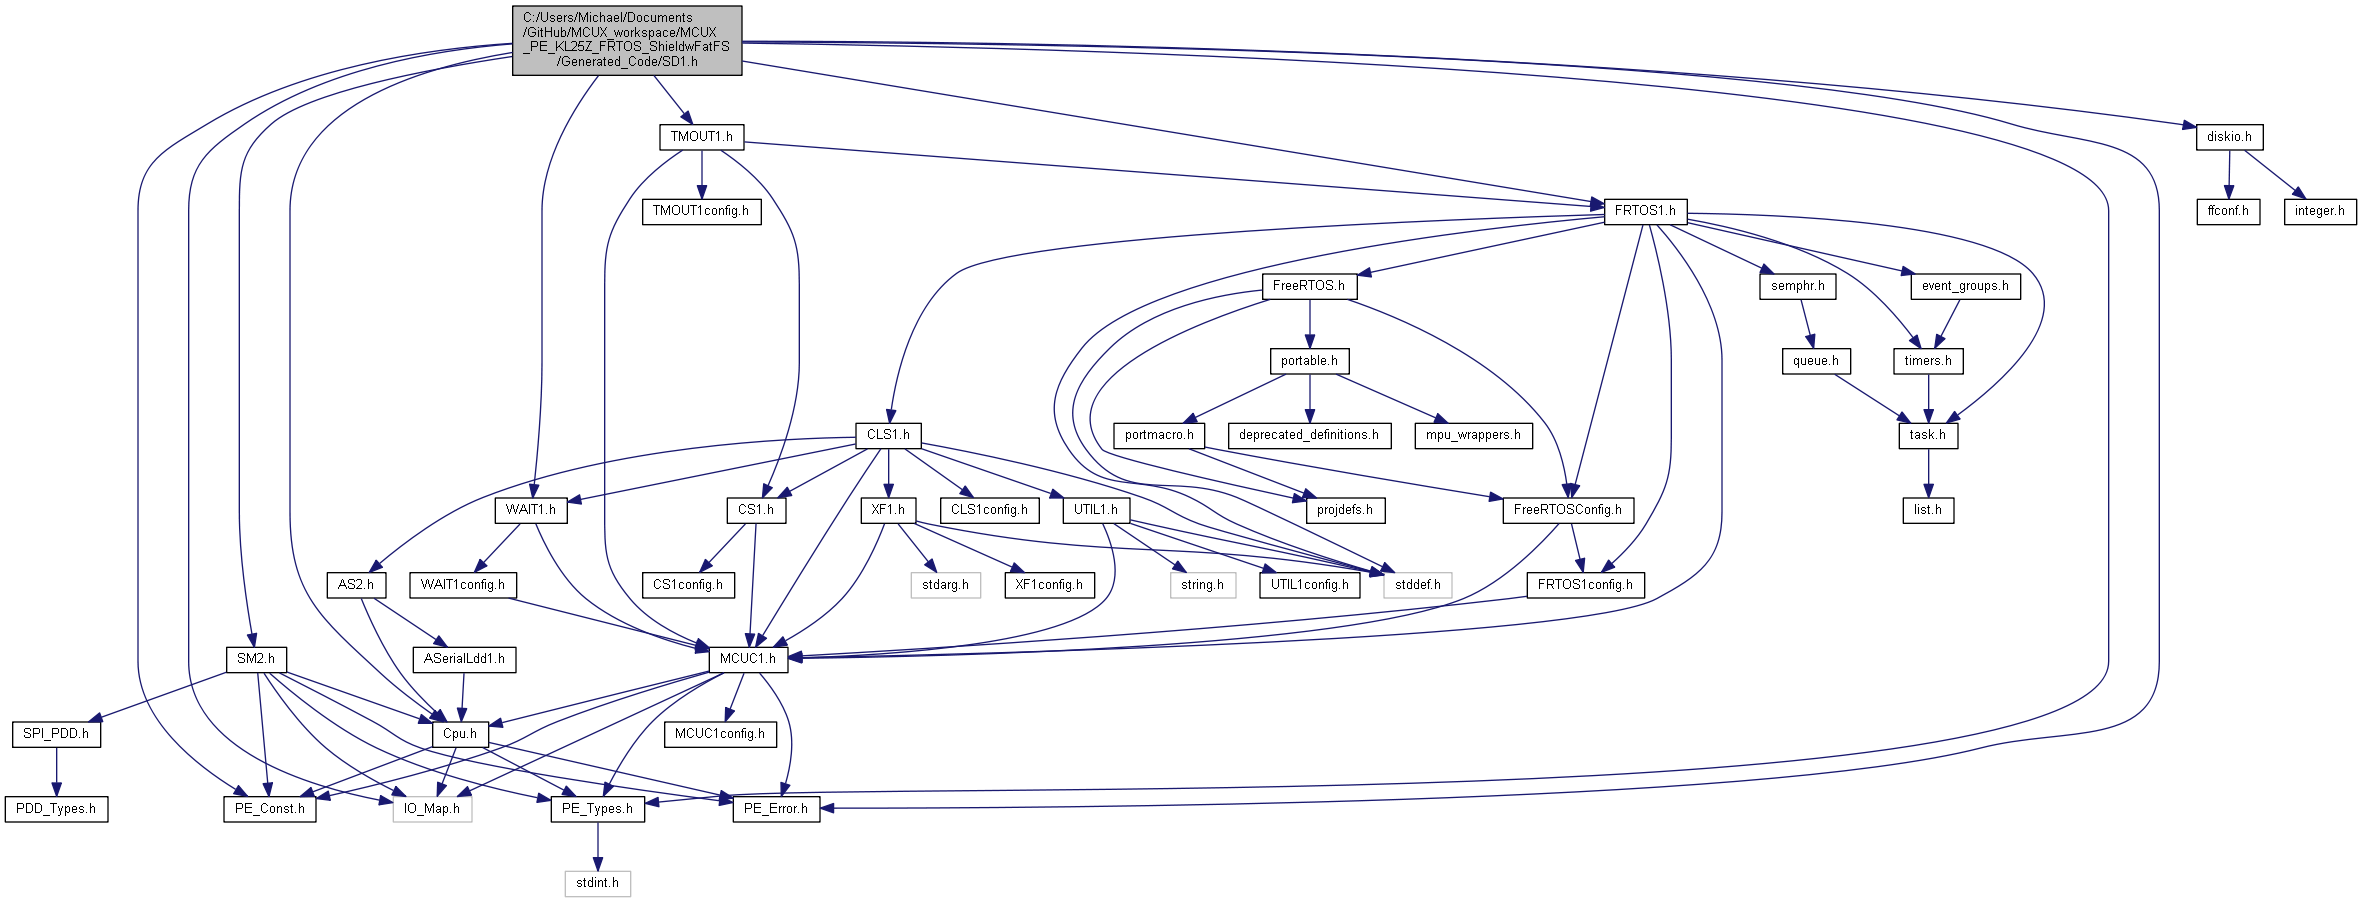 C:/Users/Michael/Documents
/GitHub/MCUX_workspace/MCUX
_PE_KL25Z_FRTOS_ShieldwFatFS
/Generated_Code/SD1.h
TMOUT1.h
diskio.h
TMOUT1config.h
FRTOS1.h
ffconf.h
integer.h
FreeRTOS.h
semphr.h
event_groups.h
portable.h
queue.h
timers.h
CLS1.h
portmacro.h
deprecated_definitions.h
mpu_wrappers.h
task.h
WAIT1.h
CS1.h
XF1.h
CLS1config.h
UTIL1.h
projdefs.h
FreeRTOSConfig.h
list.h
AS2.h
WAIT1config.h
CS1config.h
stdarg.h
XF1config.h
string.h
UTIL1config.h
stddef.h
FRTOS1config.h
SM2.h
ASerialLdd1.h
MCUC1.h
SPI_PDD.h
Cpu.h
MCUC1config.h
PDD_Types.h
PE_Const.h
IO_Map.h
PE_Types.h
PE_Error.h
stdint.h